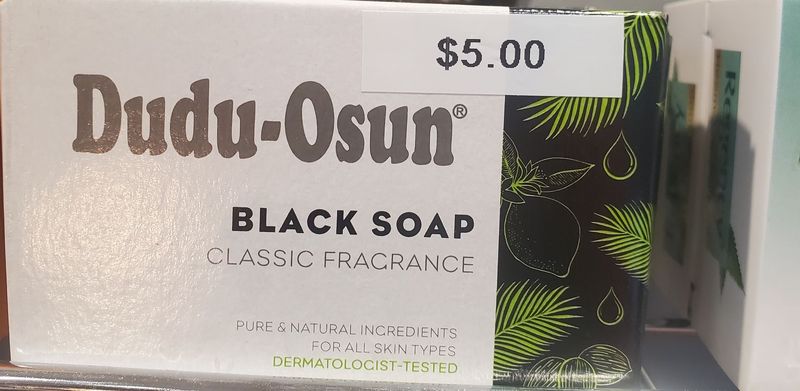 $5.00
Dudu-Osun®
BLACK SOAP
CLASSIC FRAGRANCE
PURE & NATURAL INGREDIENTS
FOR ALL SKIN TYPES
DERMATOLOGIST-TESTED